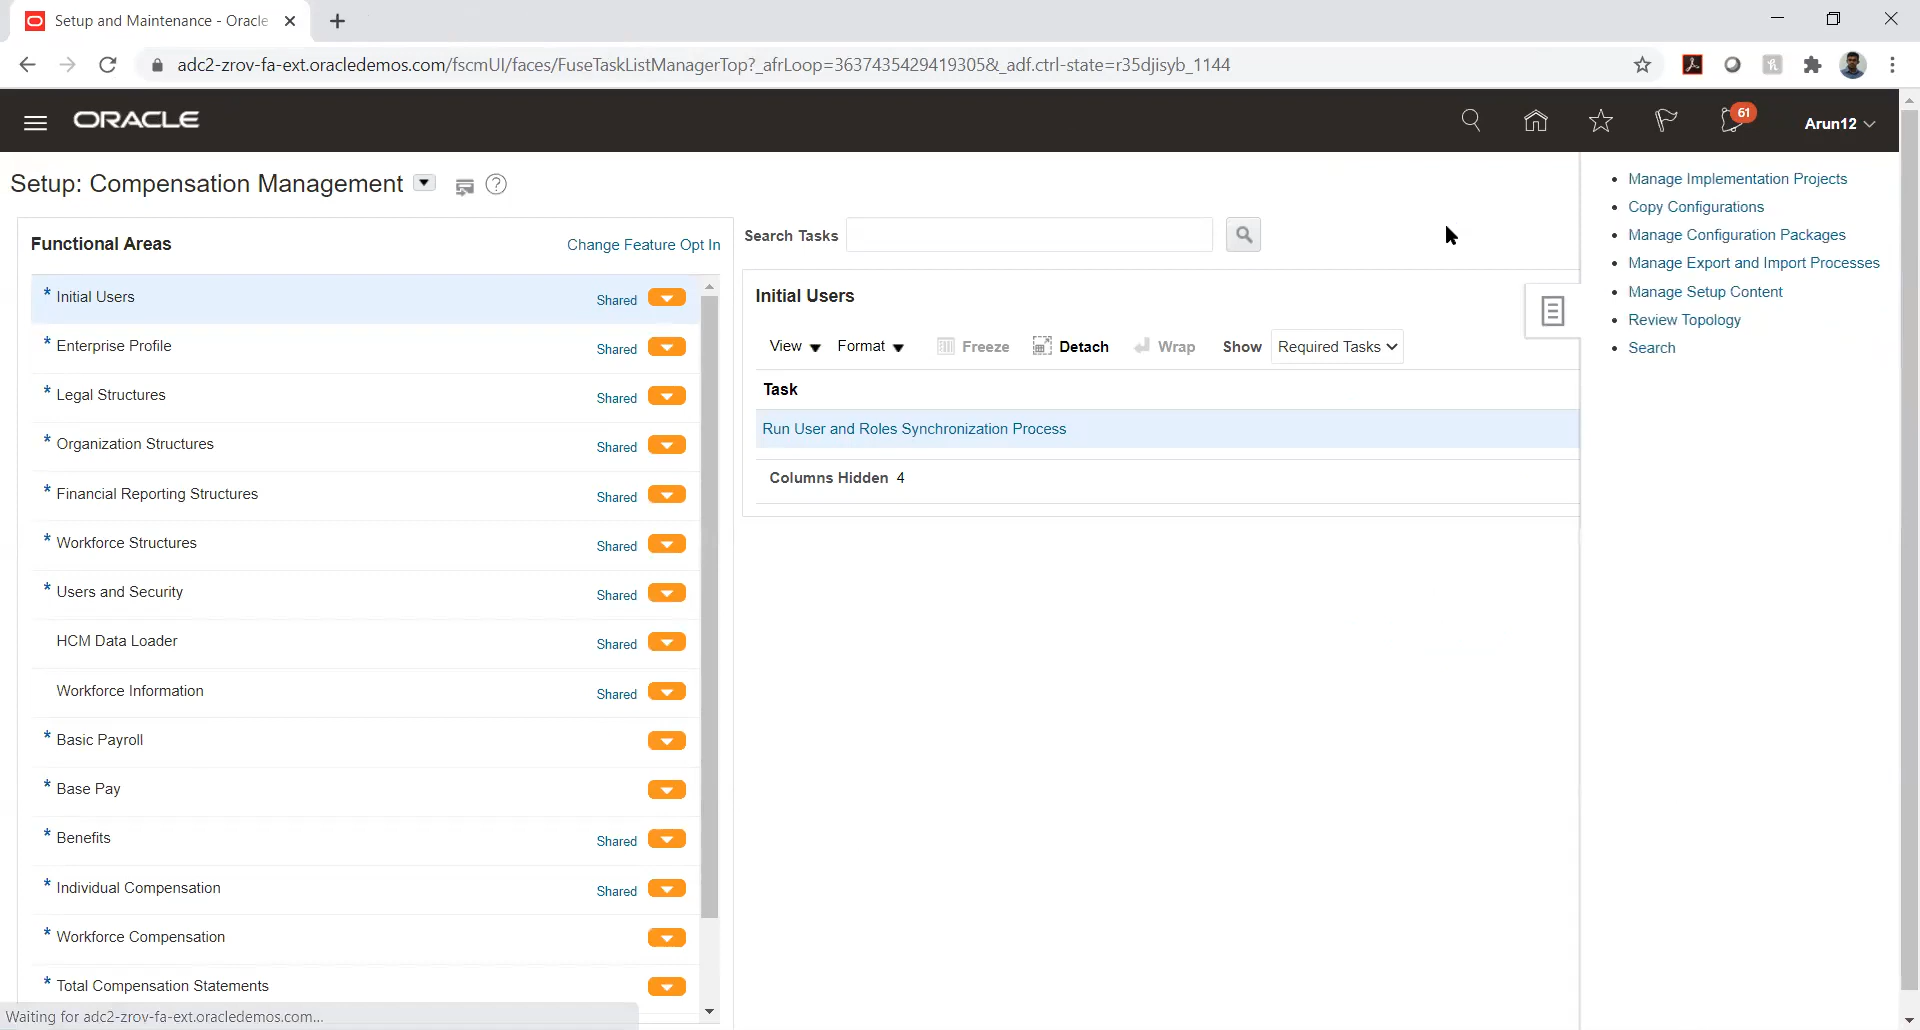 Setup and Maintenance - Oracle
adc2-zrov-fa-ext.oracledemos.com/fscmUI/faces/FuseTaskListManagerTop?_afrLoop=36374354294193058&_adf.ctrl-state=r35djisyb_1144
ORACLE
61
Arun12
Setup: Compensation Management
Functional Areas
Change Feature Opt In
* Initial Users Shared
* Enterprise Profile Shared
* Legal Structures Shared
* Organization Structures Shared
* Financial Reporting Structures Shared
* Workforce Structures Shared
* Users and Security Shared
HCM Data Loader Shared
Workforce Information Shared
* Basic Payroll
* Base Pay
* Benefits Shared
* Individual Compensation Shared
* Workforce Compensation
* Total Compensation Statements
Search Tasks
Initial Users
View Format Freeze Detach Wrap Show Required Tasks
Task
Run User and Roles Synchronization Process
Columns Hidden 4
Manage Implementation Projects
Copy Configurations
Manage Configuration Packages
Manage Export and Import Processes
Manage Setup Content
Review Topology
Search
Waiting for adc2-zrov-fa-ext.oracledemos.com...